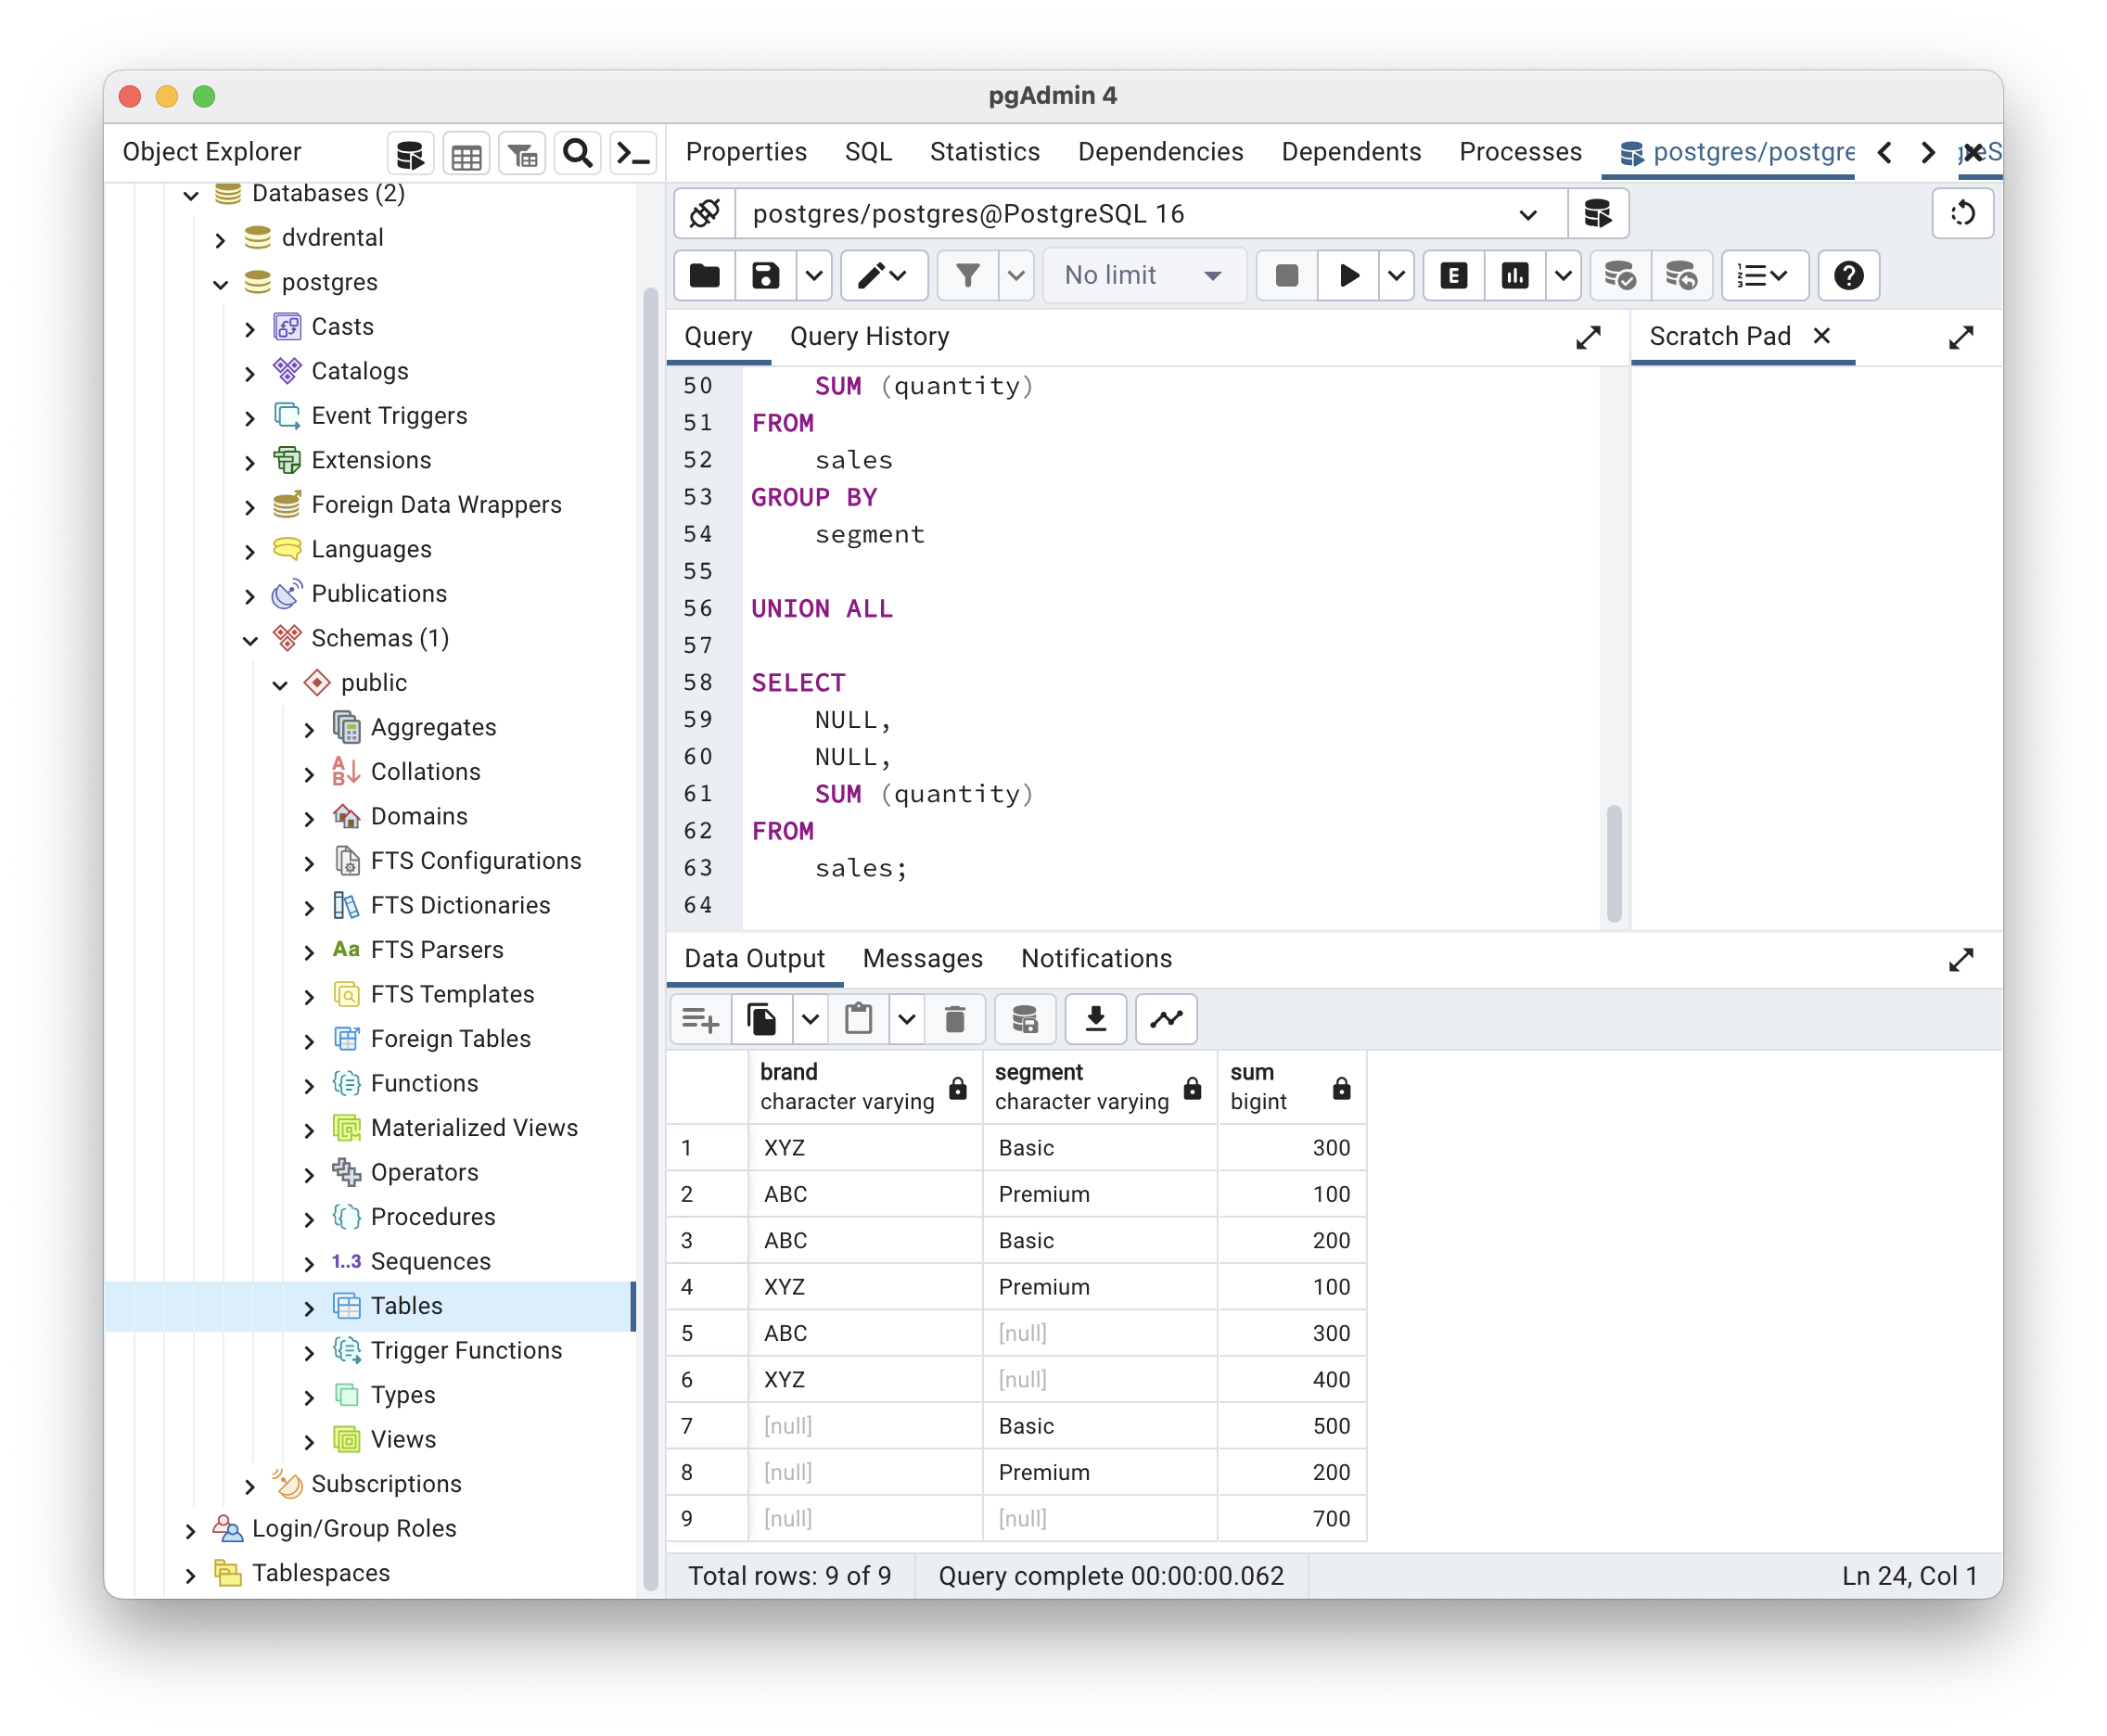 pgAdmin 4
Object Explorer
Properties SQL Statistics Dependencies Dependents Processes postgres/postgre
Databases (2)
dvdrental
postgres
Casts
Catalogs
Event Triggers
Extensions
Foreign Data Wrappers
Languages
Publications
Schemas (1)
public
Aggregates
Collations
Domains
FTS Configurations
FTS Dictionaries
Aa FTS Parsers
FTS Templates
Foreign Tables
Functions
Materialized Views
Operators
Procedures
1..3 Sequences
Tables
Trigger Functions
Types
Views
Subscriptions
Login/Group Roles
Tablespaces
postgres/postgres@PostgreSQL 16
No limit
E
Query Query History
Scratch Pad
50 SUM (quantity)
51 FROM
52 sales
53 GROUP BY
54 segment
55
56 UNION ALL
57
58 SELECT
59 NULL,
60 NULL,
61 SUM (quantity)
62 FROM
63 sales;
64
Data Output Messages Notifications
brand segment sum
character varying character varying bigint
1 XYZ Basic 300
2 ABC Premium 100
3 ABC Basic 200
4 XYZ Premium 100
5 ABC [null] 300
6 XYZ [null] 400
7 [null] Basic 500
8 [null] Premium 200
9 [null] [null] 700
Total rows: 9 of 9 Query complete 00:00:00.062 Ln 24, Col 1